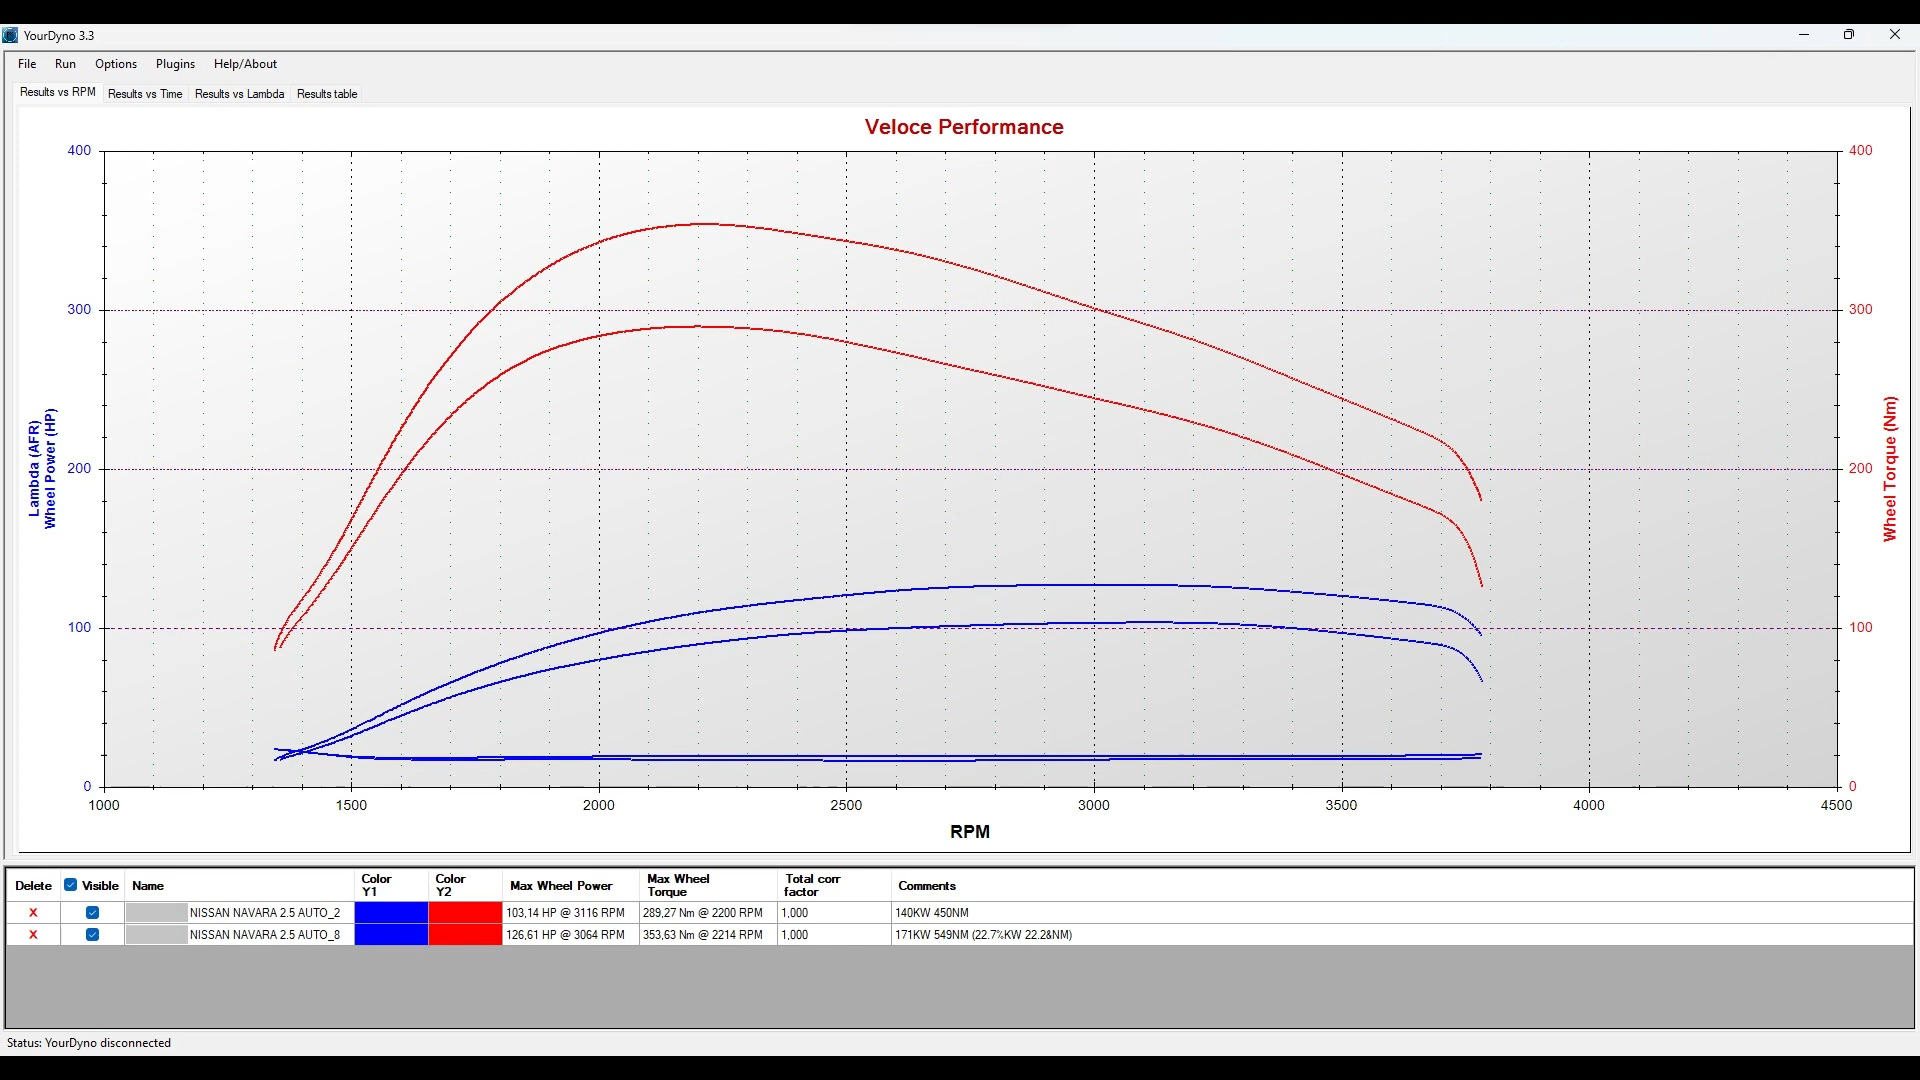 YourDyno 3.3
File Run Options Plugins Help/About
Results vs RPM Results vs Time Results vs Lambda Results table
Veloce Performance
400 400
300 300
200 200
100 100
0 0
Lambda (AFR)
Wheel Power (HP)
Wheel Torque (Nm)
1000 1500 2000 2500 3000 3500 4000 4500
RPM
Delete Visible Name Color Y1 Color Y2 Max Wheel Power Max Wheel Torque Total corr factor Comments
X NISSAN NAVARA 2.5 AUTO_2 103,14 HP @ 3116 RPM 289,27 Nm @ 2200 RPM 1,000 140KW 450NM
X NISSAN NAVARA 2.5 AUTO_8 126,61 HP @ 3064 RPM 353,63 Nm @ 2214 RPM 1,000 171KW 549NM (22.7%KW 22.2&NM)
Status: YourDyno disconnected